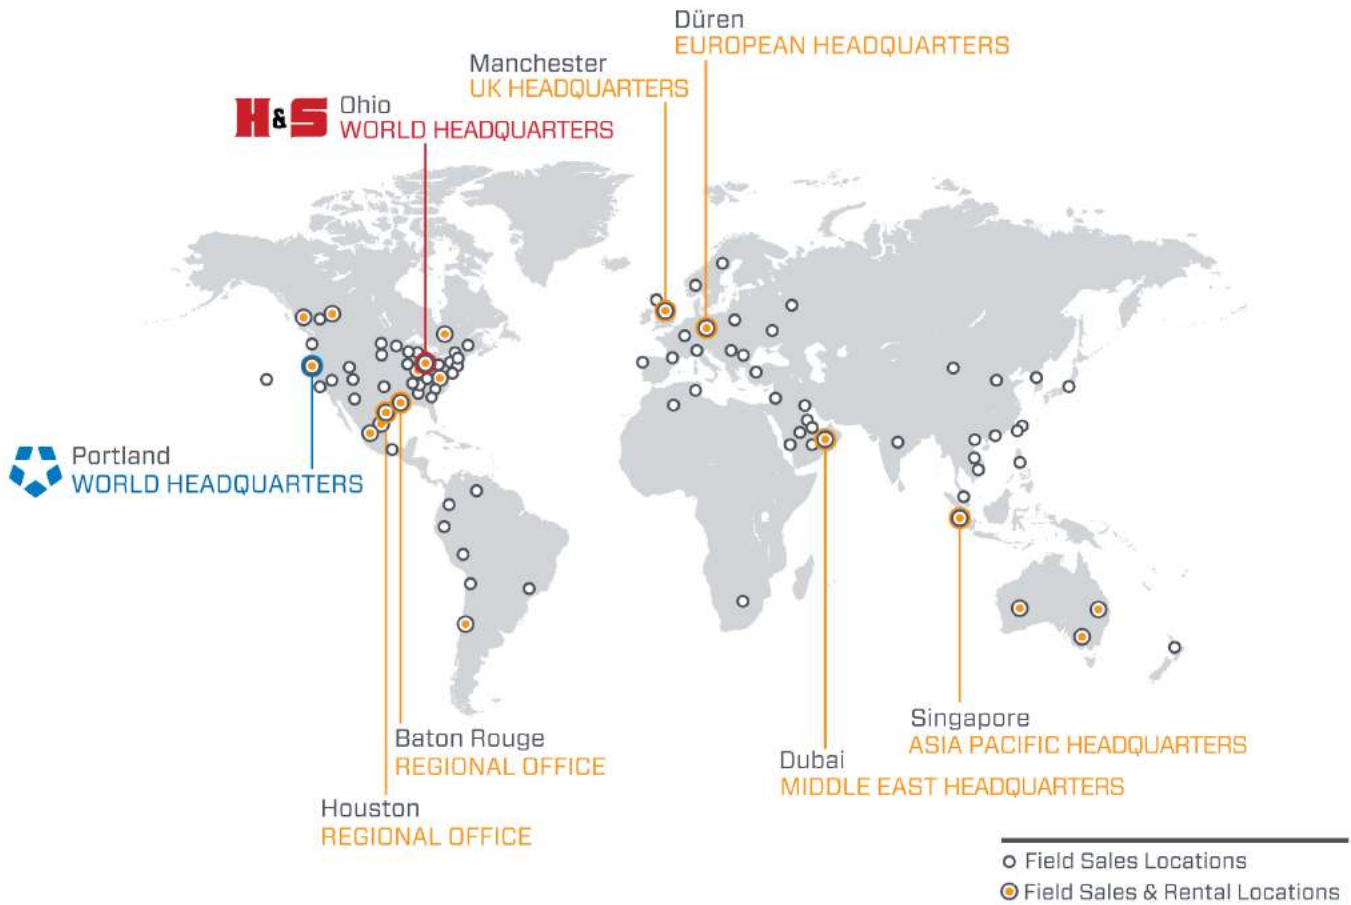 Düren
EUROPEAN HEADQUARTERS
Manchester
UK HEADQUARTERS
H&S
Ohio
WORLD HEADQUARTERS
Portland
WORLD HEADQUARTERS
Baton Rouge
REGIONAL OFFICE
Houston
REGIONAL OFFICE
Singapore
ASIA PACIFIC HEADQUARTERS
Dubai
MIDDLE EAST HEADQUARTERS
Field Sales Locations
Field Sales & Rental Locations